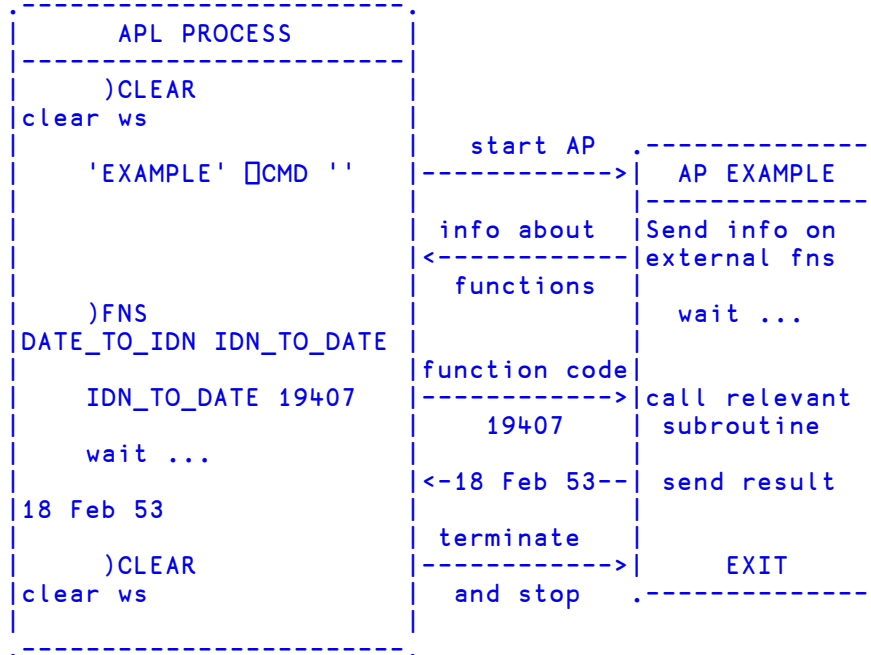 .------------------------.
|      APL PROCESS       |
|------------------------|
|     )CLEAR             |
|clear ws                |
|                        |   start AP  .--------------
|    'EXAMPLE' ⎕CMD ''   |------------>|  AP EXAMPLE
|                        |             |--------------
|                        | info about  |Send info on
|                        |<------------|external fns
|                        |  functions  |
|    )FNS                |             |  wait ...
|DATE_TO_IDN IDN_TO_DATE |             |
|                        |function code|
|    IDN_TO_DATE 19407   |------------>|call relevant
|                        |    19407    | subroutine
|    wait ...            |             |
|                        |<-18 Feb 53--| send result
|18 Feb 53               |             |
|                        | terminate   |
|     )CLEAR             |------------>|     EXIT
|clear ws                |  and stop   .--------------
|                        |
.------------------------.